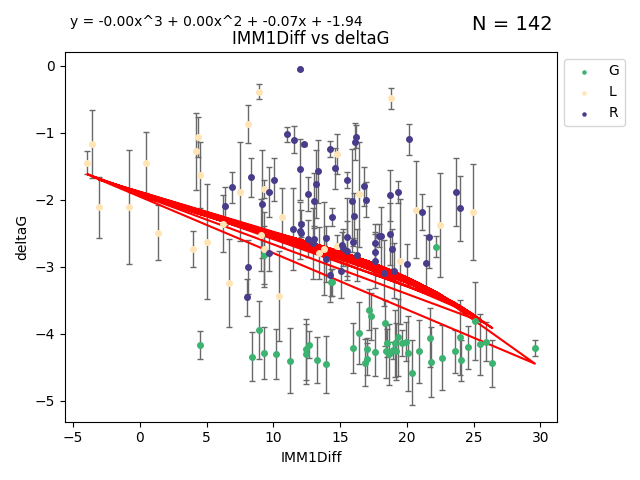 y = -0.00x^3 + 0.00x^2 + -0.07x + -1.94
N = 142
IMM1Diff vs deltaG
G
L
R
0
−1
−2
−3
−4
−5
deltaG
−5 0 5 10 15 20 25 30
IMM1Diff